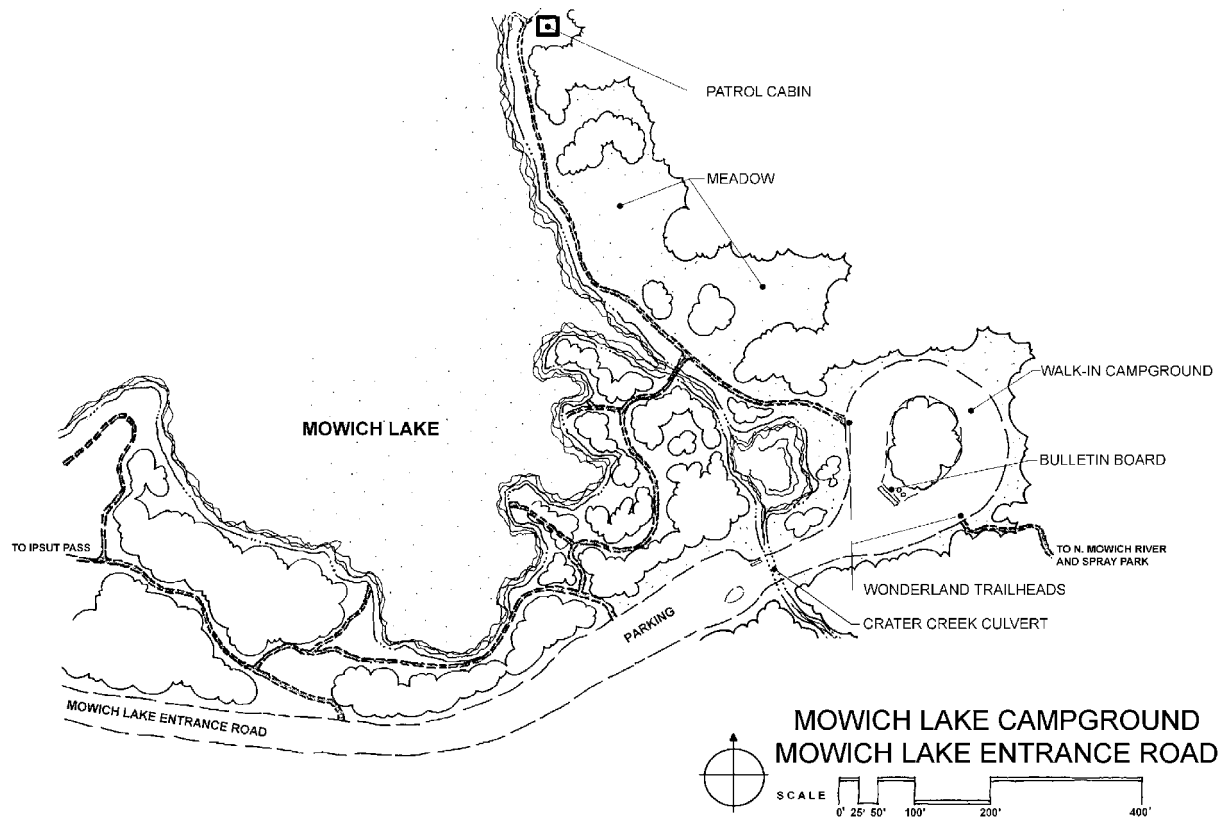 PATROL CABIN
MEADOW
WALK-IN CAMPGROUND
MOWICH LAKE
BULLETIN BOARD
TO IPSUT PASS
TO N. MOWICH RIVER
AND SPRAY PARK
WONDERLAND TRAILHEADS
PARKING
CRATER CREEK CULVERT
MOWICH LAKE ENTRANCE ROAD
MOWICH LAKE CAMPGROUND
MOWICH LAKE ENTRANCE ROAD
SCALE
0' 25' 50' 100' 200' 400'